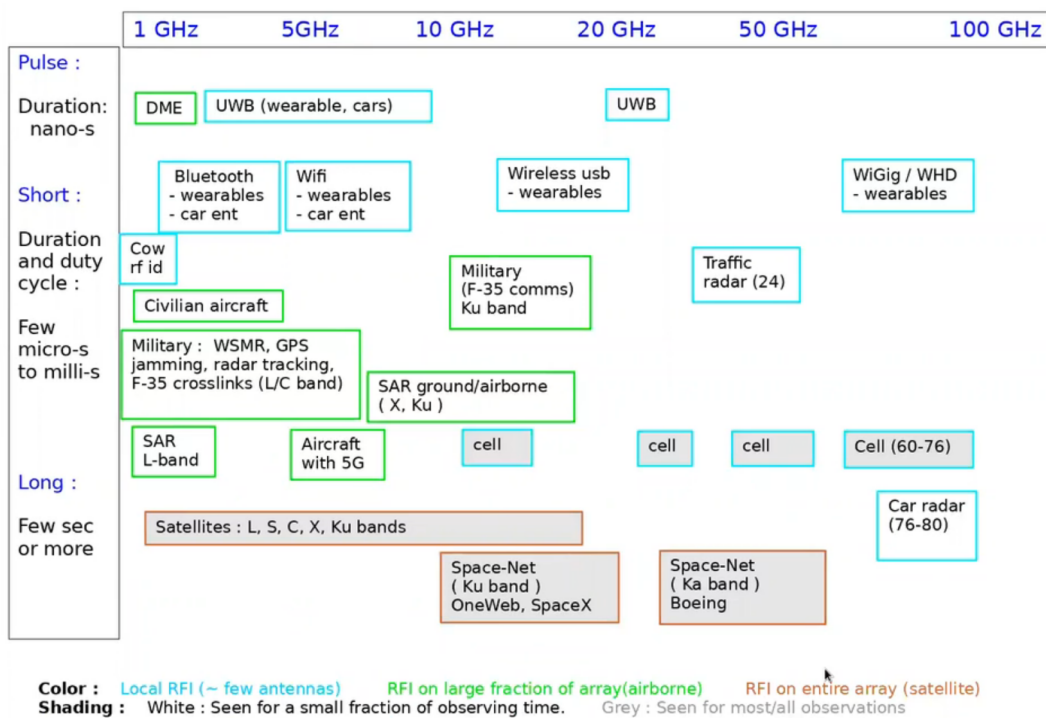 1 GHz 5GHz 10 GHz 20 GHz 50 GHz 100 GHz
Pulse :
Duration:
nano-s
DME
UWB (wearable, cars)
UWB
Short :
Duration
and duty
cycle :
Few
micro-s
to milli-s
Bluetooth
- wearables
- car ent
Wifi
- wearables
- car ent
Wireless usb
- wearables
WiGig / WHD
- wearables
Cow
rf id
Military
(F-35 comms)
Ku band
Traffic
radar (24)
Civilian aircraft
Military : WSMR, GPS
jamming, radar tracking,
F-35 crosslinks (L/C band)
SAR ground/airborne
( X, Ku )
SAR
L-band
Aircraft
with 5G
cell
cell
cell
Cell (60-76)
Long :
Few sec
or more
Car radar
(76-80)
Satellites : L, S, C, X, Ku bands
Space-Net
( Ku band )
OneWeb, SpaceX
Space-Net
( Ka band )
Boeing
Color : Local RFI (~ few antennas) RFI on large fraction of array(airborne) RFI on entire array (satellite)
Shading : White : Seen for a small fraction of observing time. Grey : Seen for most/all observations